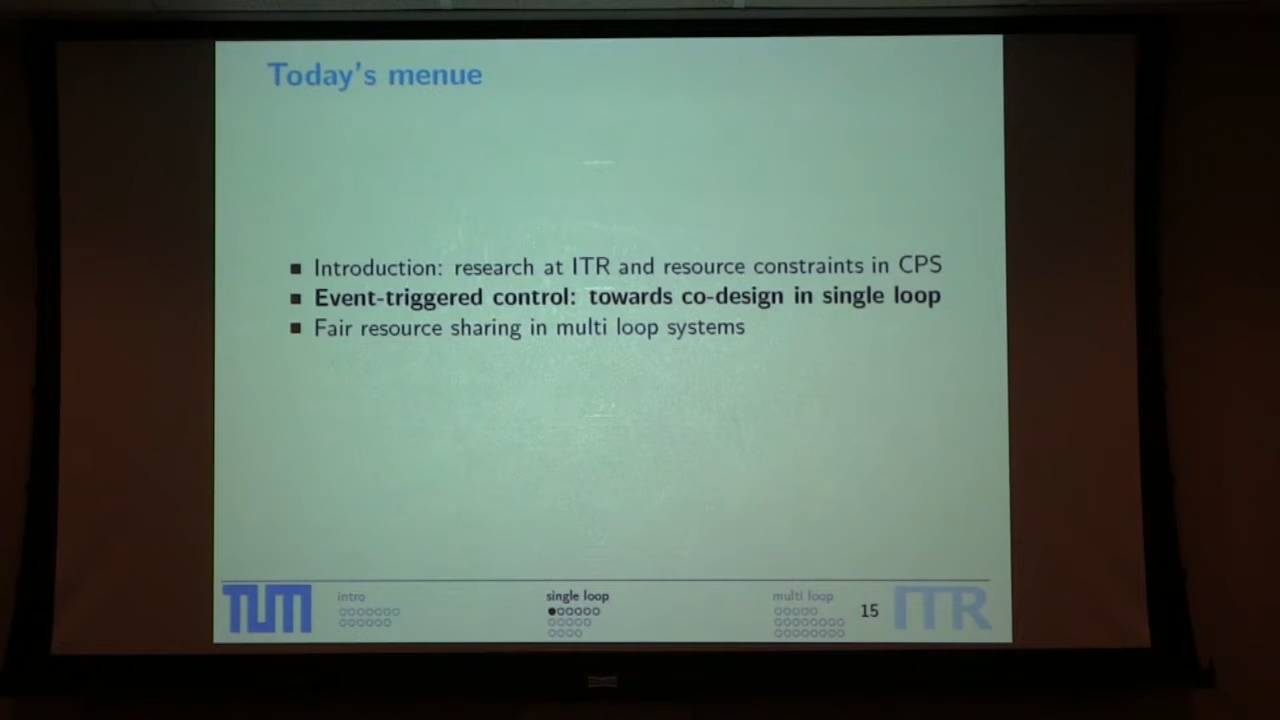 Today's menue
Introduction: research at ITR and resource constraints in CPS
Event-triggered control: towards co-design in single loop
Fair resource sharing in multi loop systems
TUM
intro
single loop
multi loop
15
ITR